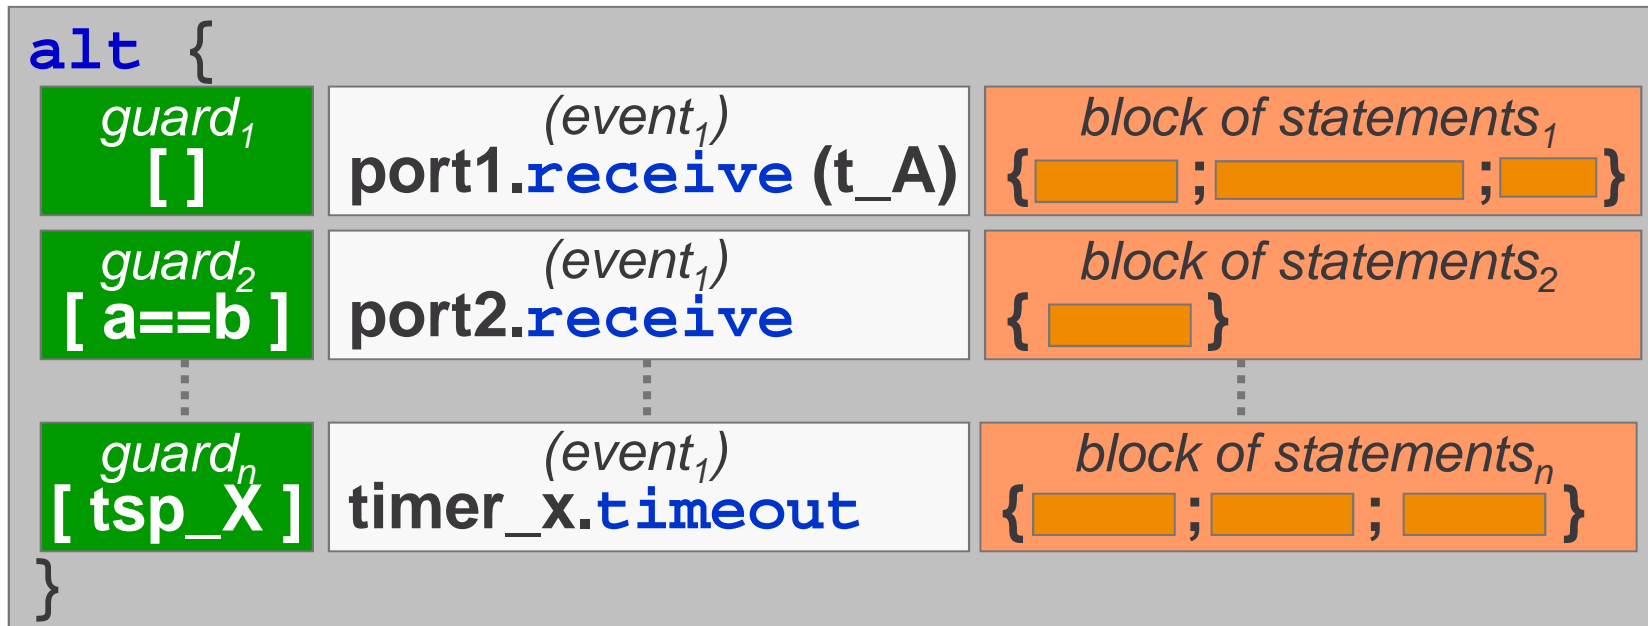 alt {
guard1 (event1) block of statements1
[ ] port1.receive (t_A) { ; ; }
guard2 (event1) block of statements2
[ a==b ] port2.receive { }
guardn (event1) block of statementsn
[ tsp_X ] timer_x.timeout { ; ; }
}